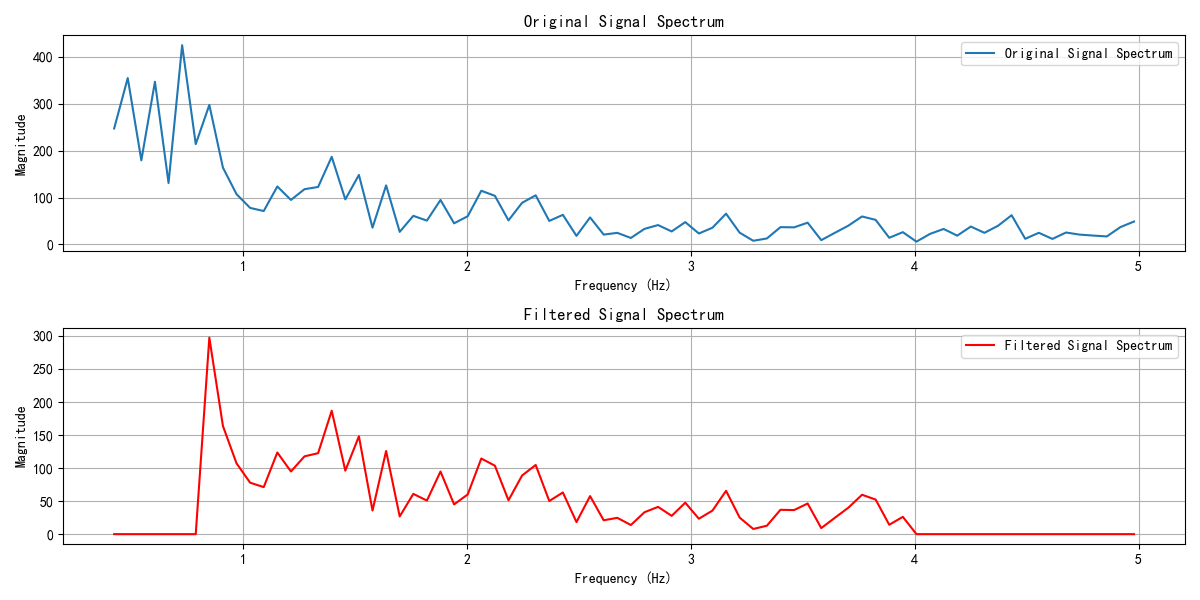 Original Signal Spectrum
Original Signal Spectrum
400
300
200
100
0
Magnitude
1
2
3
4
5
Frequency (Hz)
Filtered Signal Spectrum
Filtered Signal Spectrum
300
250
200
150
100
50
0
Magnitude
1
2
3
4
5
Frequency (Hz)